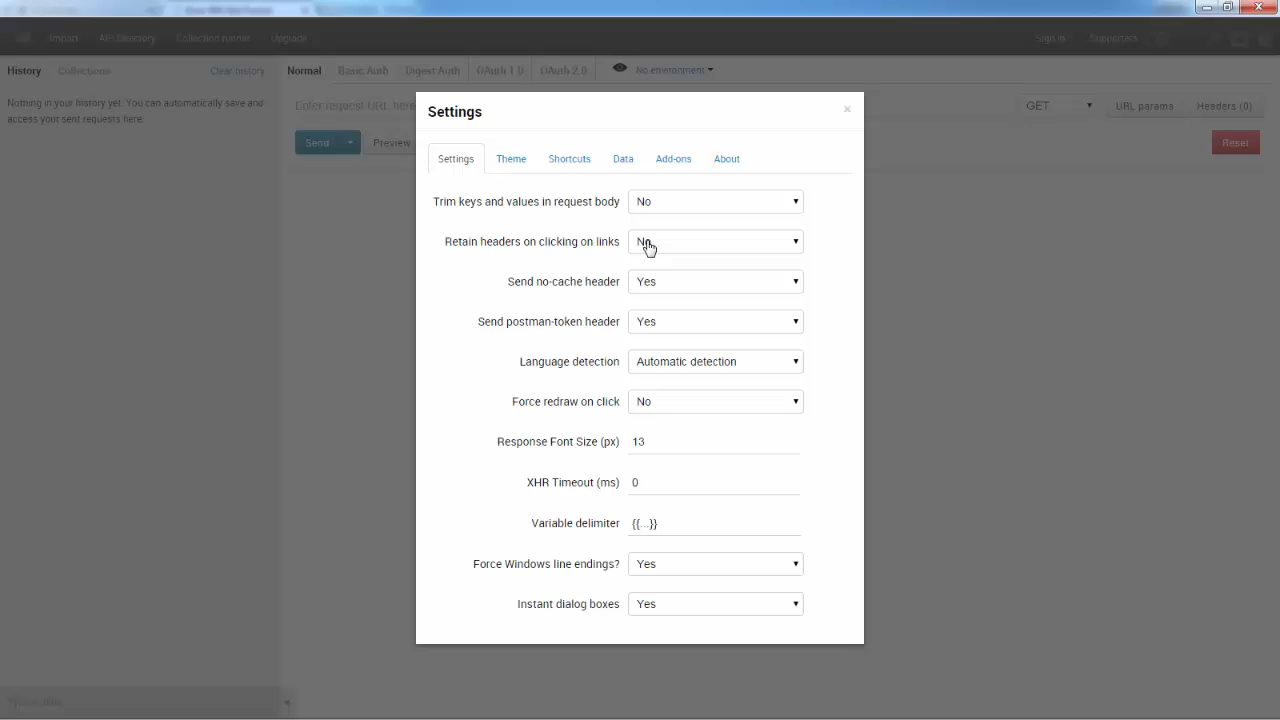 Import
API Directory
Collection runner
Upgrade
Sign in
Supporters
History
Collections
Clear history
Nothing in your history yet. You can automatically save and
access your sent requests here.
Normal
Basic Auth
Digest Auth
OAuth 1.0
OAuth 2.0
No environment
Enter request URL here
GET
URL params
Headers (0)
Send
Preview
Reset
Settings
×
Settings
Theme
Shortcuts
Data
Add-ons
About
Trim keys and values in request body No
Retain headers on clicking on links No
Send no-cache header Yes
Send postman-token header Yes
Language detection Automatic detection
Force redraw on click No
Response Font Size (px) 13
XHR Timeout (ms) 0
Variable delimiter {{...}}
Force Windows line endings? Yes
Instant dialog boxes Yes